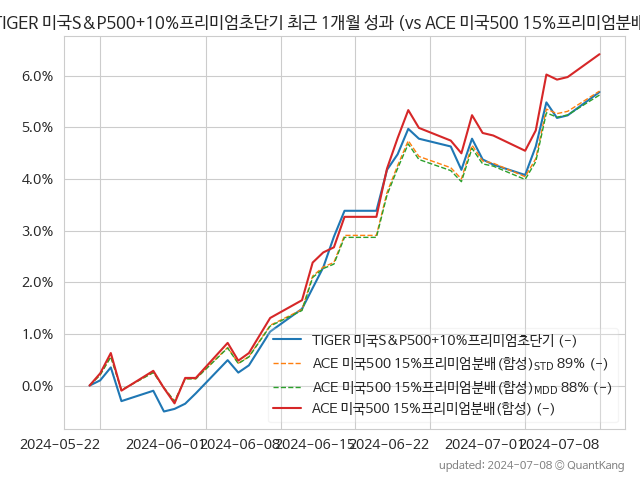 TIGER 미국S&P500+10%프리미엄초단기 최근 1개월 성과 (vs ACE 미국500 15%프리미엄분배
6.0%
5.0%
4.0%
3.0%
2.0%
1.0%
0.0%
TIGER 미국S&P500+10%프리미엄초단기 (-)
ACE 미국500 15%프리미엄분배(합성)STD 89% (-)
ACE 미국500 15%프리미엄분배(합성)MDD 88% (-)
ACE 미국500 15%프리미엄분배(합성) (-)
2024-05-22 2024-06-01 2024-06-08 2024-06-15 2024-06-22 2024-07-01 2024-07-08
updated: 2024-07-08 © QuantKang